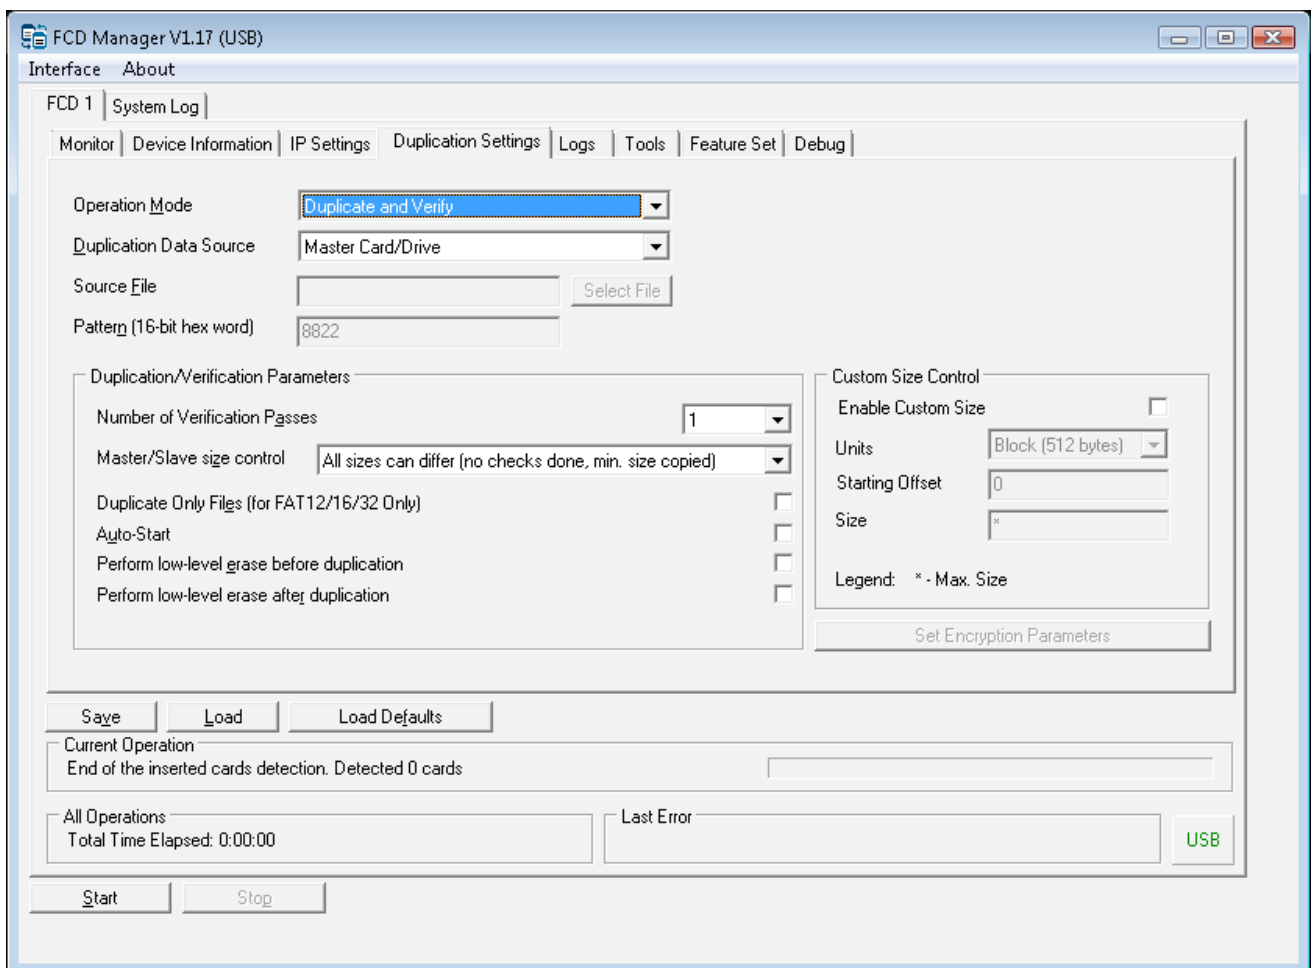 FCD Manager V1.17 (USB)
Interface About
FCD 1 System Log
Monitor Device Information IP Settings Duplication Settings Logs Tools Feature Set Debug
Operation Mode Duplicate and Verify
Duplication Data Source Master Card/Drive
Source File Select File
Pattern (16-bit hex word) 8822
Duplication/Verification Parameters
Number of Verification Passes 1
Master/Slave size control All sizes can differ (no checks done, min. size copied)
Duplicate Only Files (for FAT12/16/32 Only)
Auto-Start
Perform low-level erase before duplication
Perform low-level erase after duplication
Custom Size Control
Enable Custom Size
Units Block (512 bytes)
Starting Offset 0
Size *
Legend: * - Max. Size
Set Encryption Parameters
Save Load Load Defaults
Current Operation
End of the inserted cards detection. Detected 0 cards
All Operations
Total Time Elapsed: 0:00:00
Last Error
USB
Start Stop